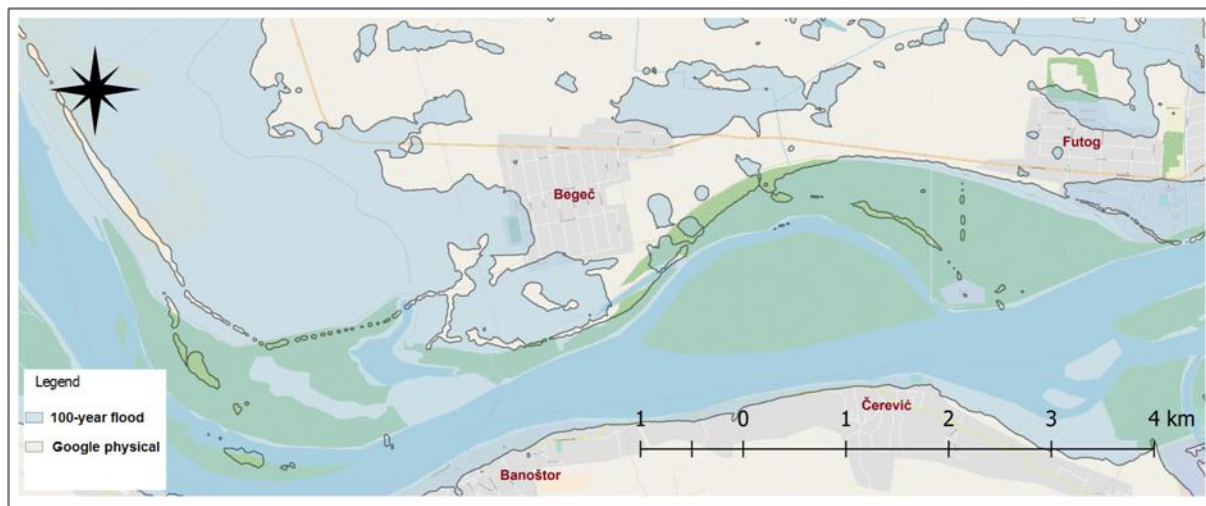 Futog
Begeč
Legend
100-year flood
Google physical
Čerević
1 0 1 2 3 4 km
Banoštor